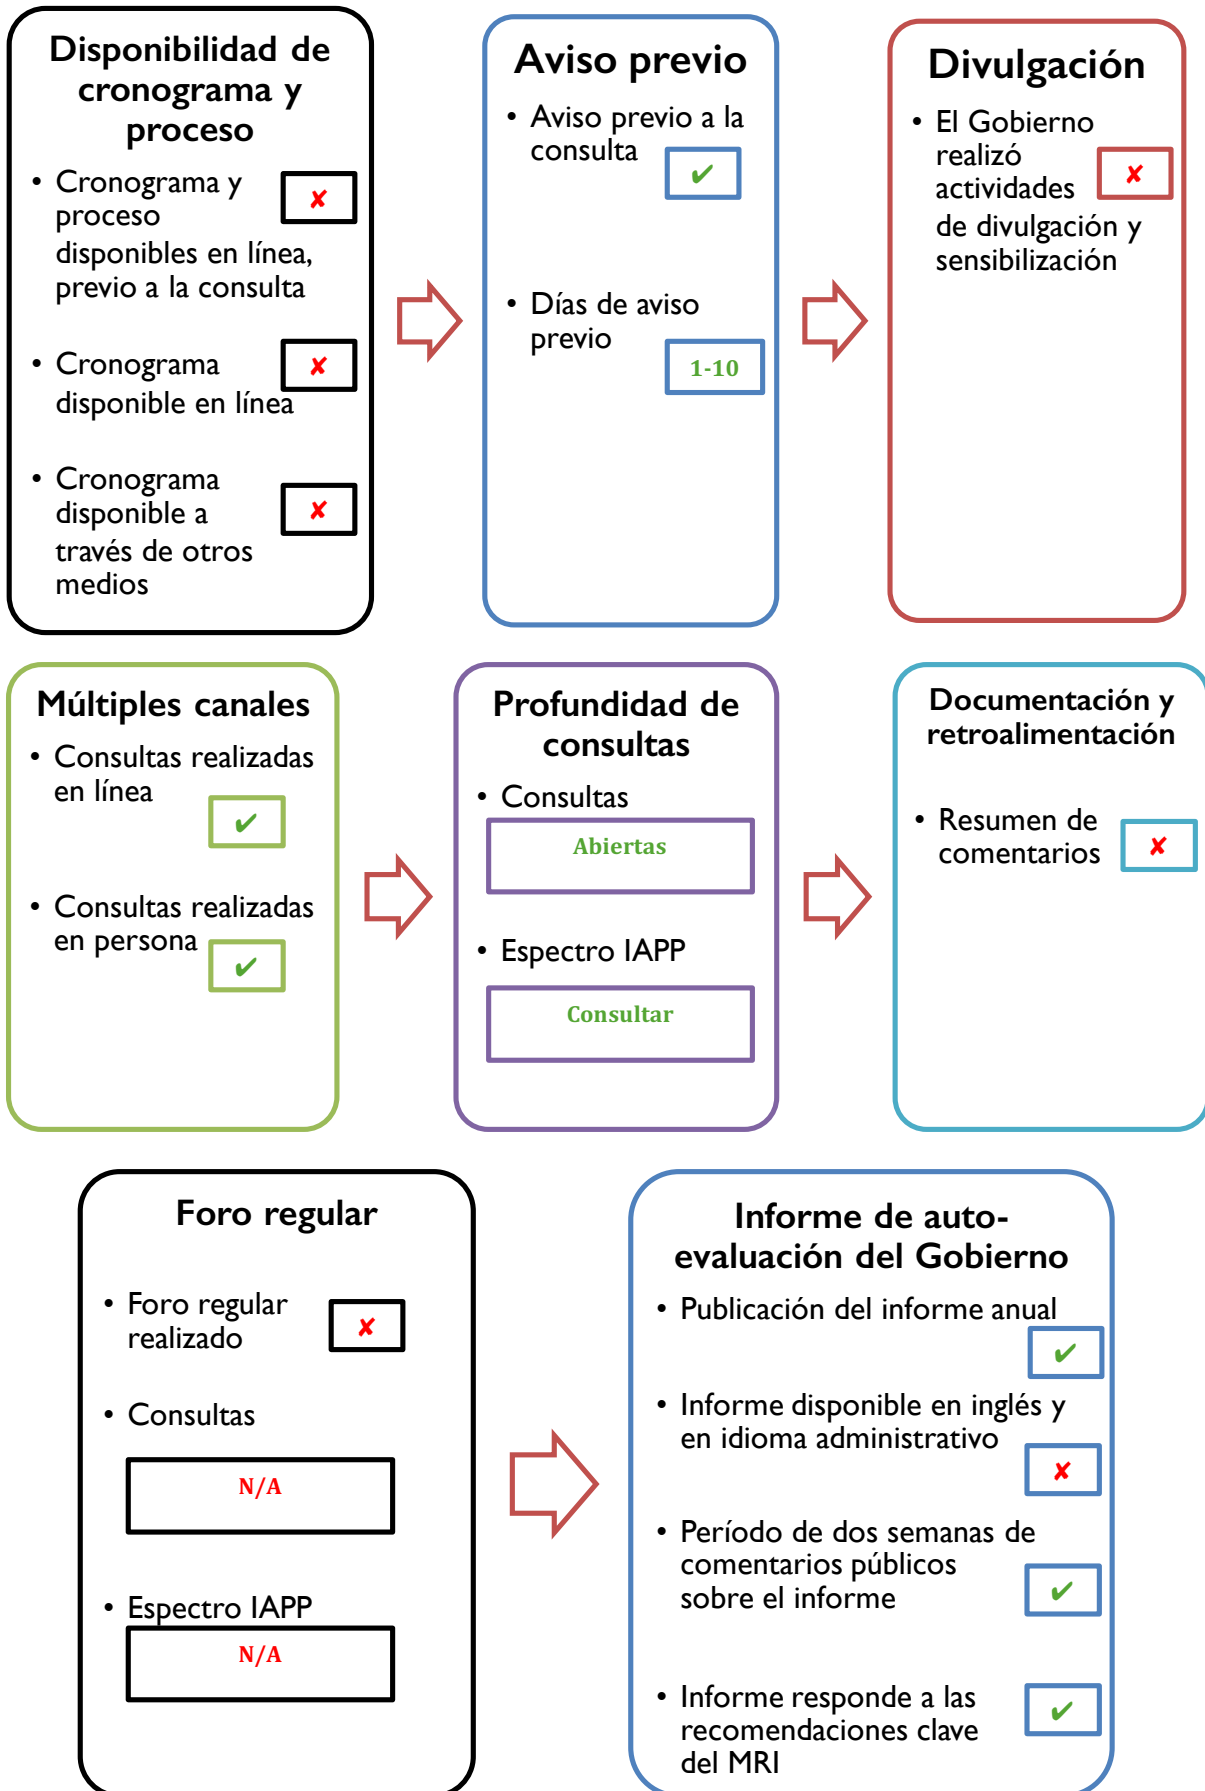 Disponibilidad de
cronograma y
proceso
• Cronograma y
proceso
disponibles en línea,
previo a la consulta
✘
• Cronograma
disponible en línea
✘
• Cronograma
disponible a
través de otros
medios
✘
Aviso previo
• Aviso previo a la
consulta
✔
• Días de aviso
previo
1-10
Divulgación
• El Gobierno
realizó
actividades
de divulgación y
sensibilización
✘
Múltiples canales
• Consultas realizadas
en línea
✔
• Consultas realizadas
en persona
✔
Profundidad de
consultas
• Consultas
Abiertas
• Espectro IAPP
Consultar
Documentación y
retroalimentación
• Resumen de
comentarios
✘
Foro regular
• Foro regular
realizado
✘
• Consultas
N/A
• Espectro IAPP
N/A
Informe de auto-
evaluación del Gobierno
• Publicación del informe anual
✔
• Informe disponible en inglés y
en idioma administrativo
✘
• Período de dos semanas de
comentarios públicos
sobre el informe
✔
• Informe responde a las
recomendaciones clave
del MRI
✔